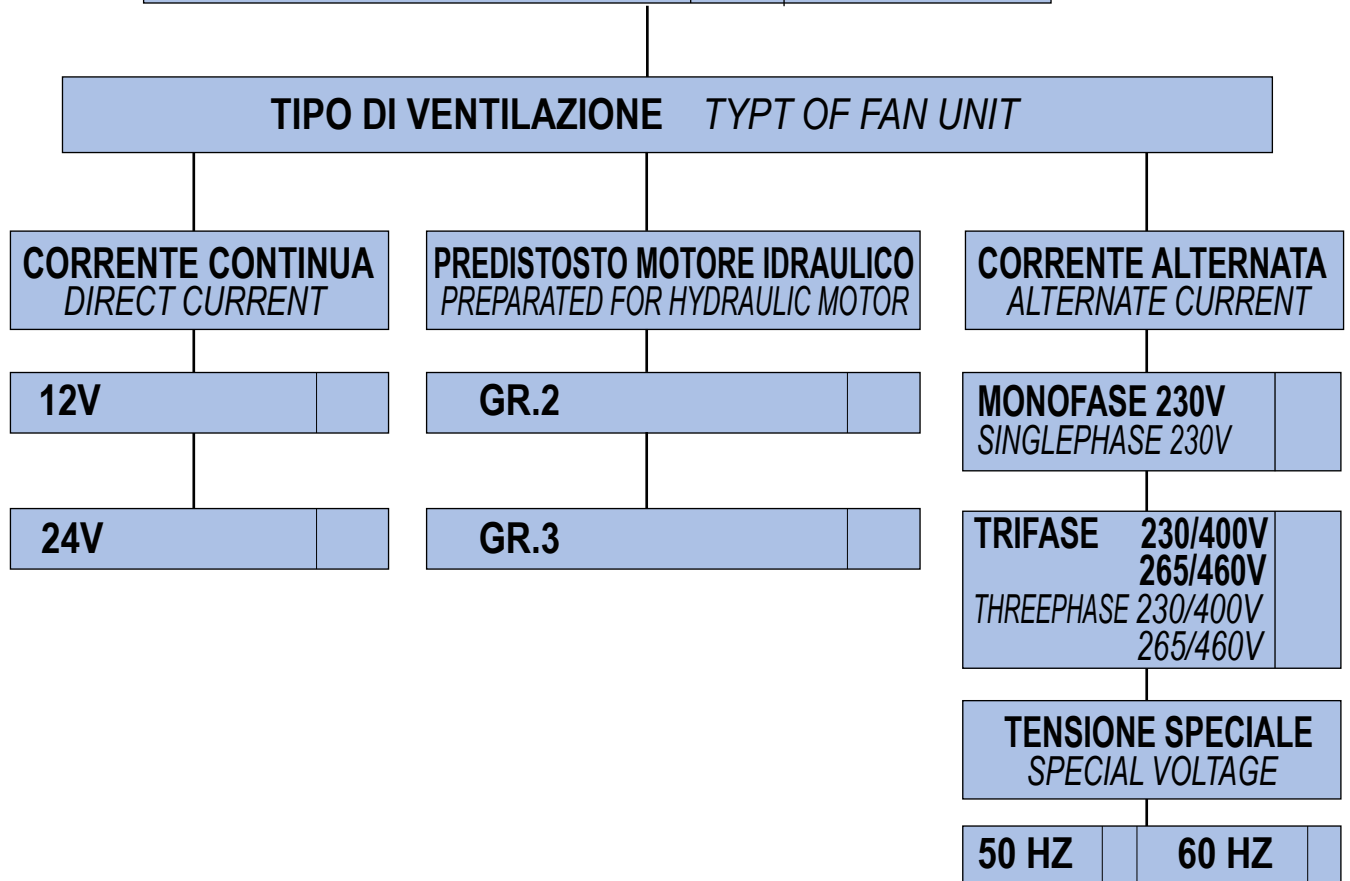 TIPO DI VENTILAZIONE TYPT OF FAN UNIT
CORRENTE CONTINUA
DIRECT CURRENT
12V
24V
PREDISTOSTO MOTORE IDRAULICO
PREPARATED FOR HYDRAULIC MOTOR
GR.2
GR.3
CORRENTE ALTERNATA
ALTERNATE CURRENT
MONOFASE 230V
SINGLEPHASE 230V
TRIFASE 230/400V
265/460V
THREEPHASE 230/400V
265/460V
TENSIONE SPECIALE
SPECIAL VOLTAGE
50 HZ 60 HZ